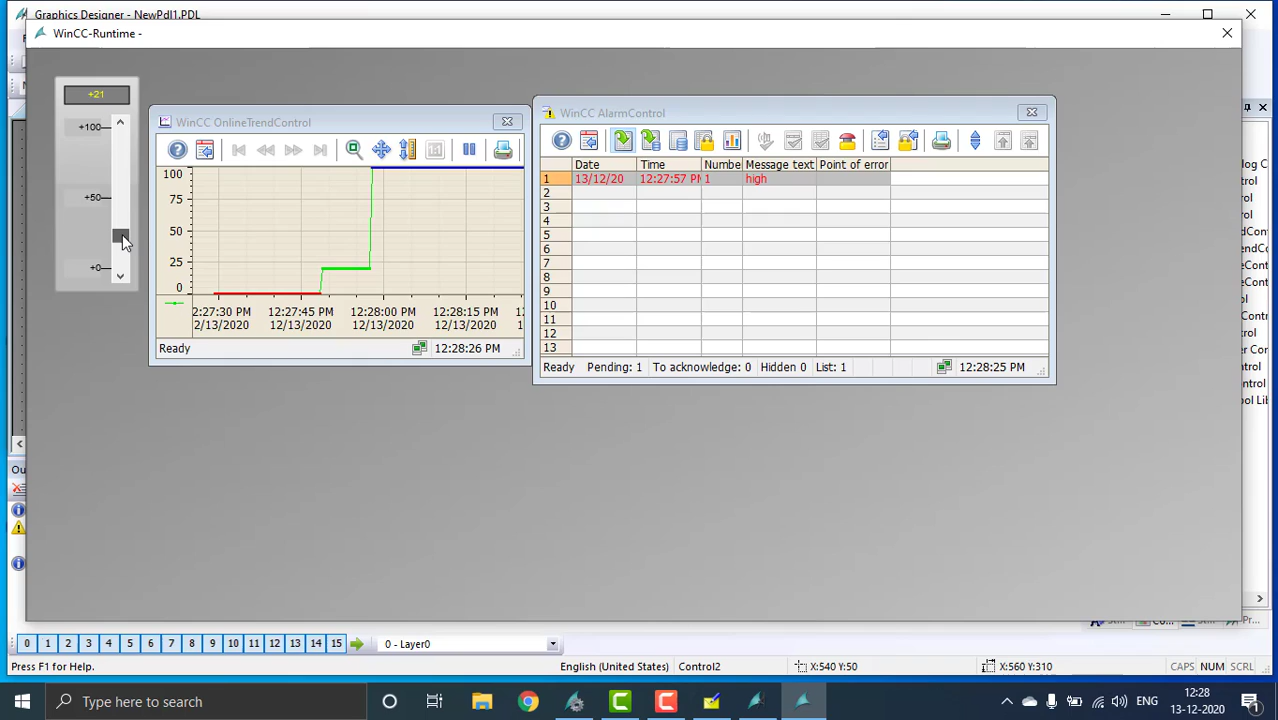 Graphics Designer - NewPdl1.PDL
WinCC-Runtime -
+21
+100
+50
+0
WinCC OnlineTrendControl
100
75
50
25
0
2:27:30 PM 12:27:45 PM 12:28:00 PM 12:28:15 PM
2/13/2020 12/13/2020 12/13/2020 12/13/2020
Ready 12:28:26 PM
WinCC AlarmControl
Date Time Numbe Message text Point of error
1 13/12/20 12:27:57 PM 1 high
2
3
4
5
6
7
8
9
10
11
12
13
Ready Pending: 1 To acknowledge: 0 Hidden 0 List: 1 12:28:25 PM
0 1 2 3 4 5 6 7 8 9 10 11 12 13 14 15 0 - Layer0
Press F1 for Help. English (United States) Control2 X:540 Y:50 X:560 Y:310 CAPS NUM SCRL
Type here to search ENG 12:28
13-12-2020